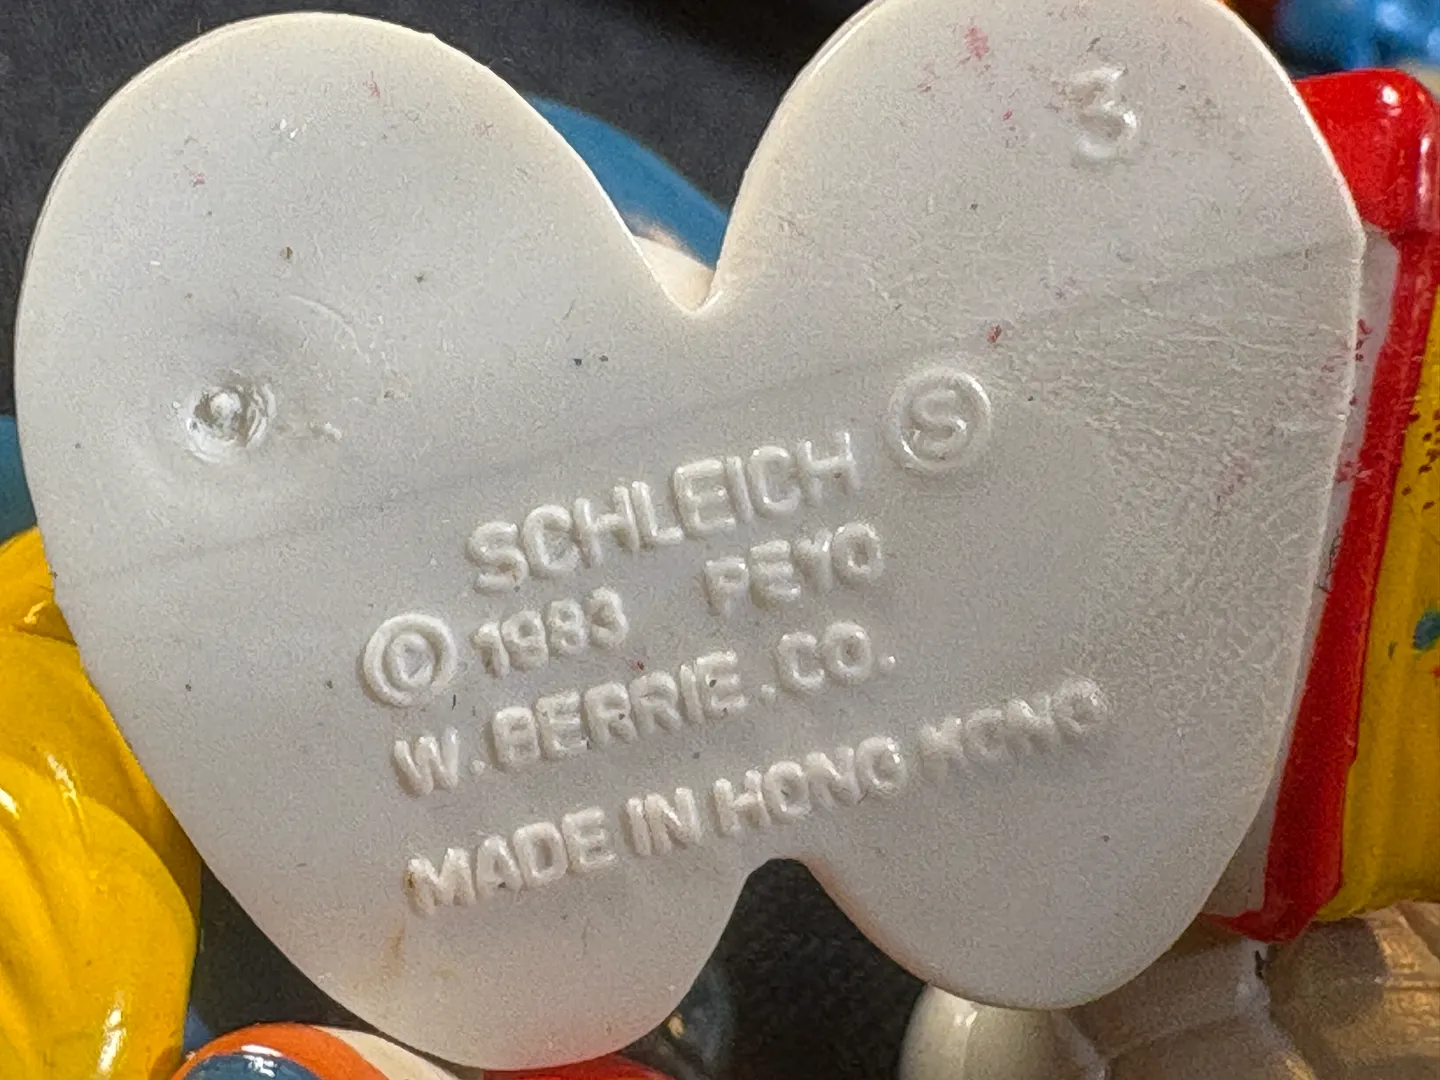 3
SCHLEICH Ⓢ
© 1983 PEYO
W. BERRIE. CO.
MADE IN HONG KONG